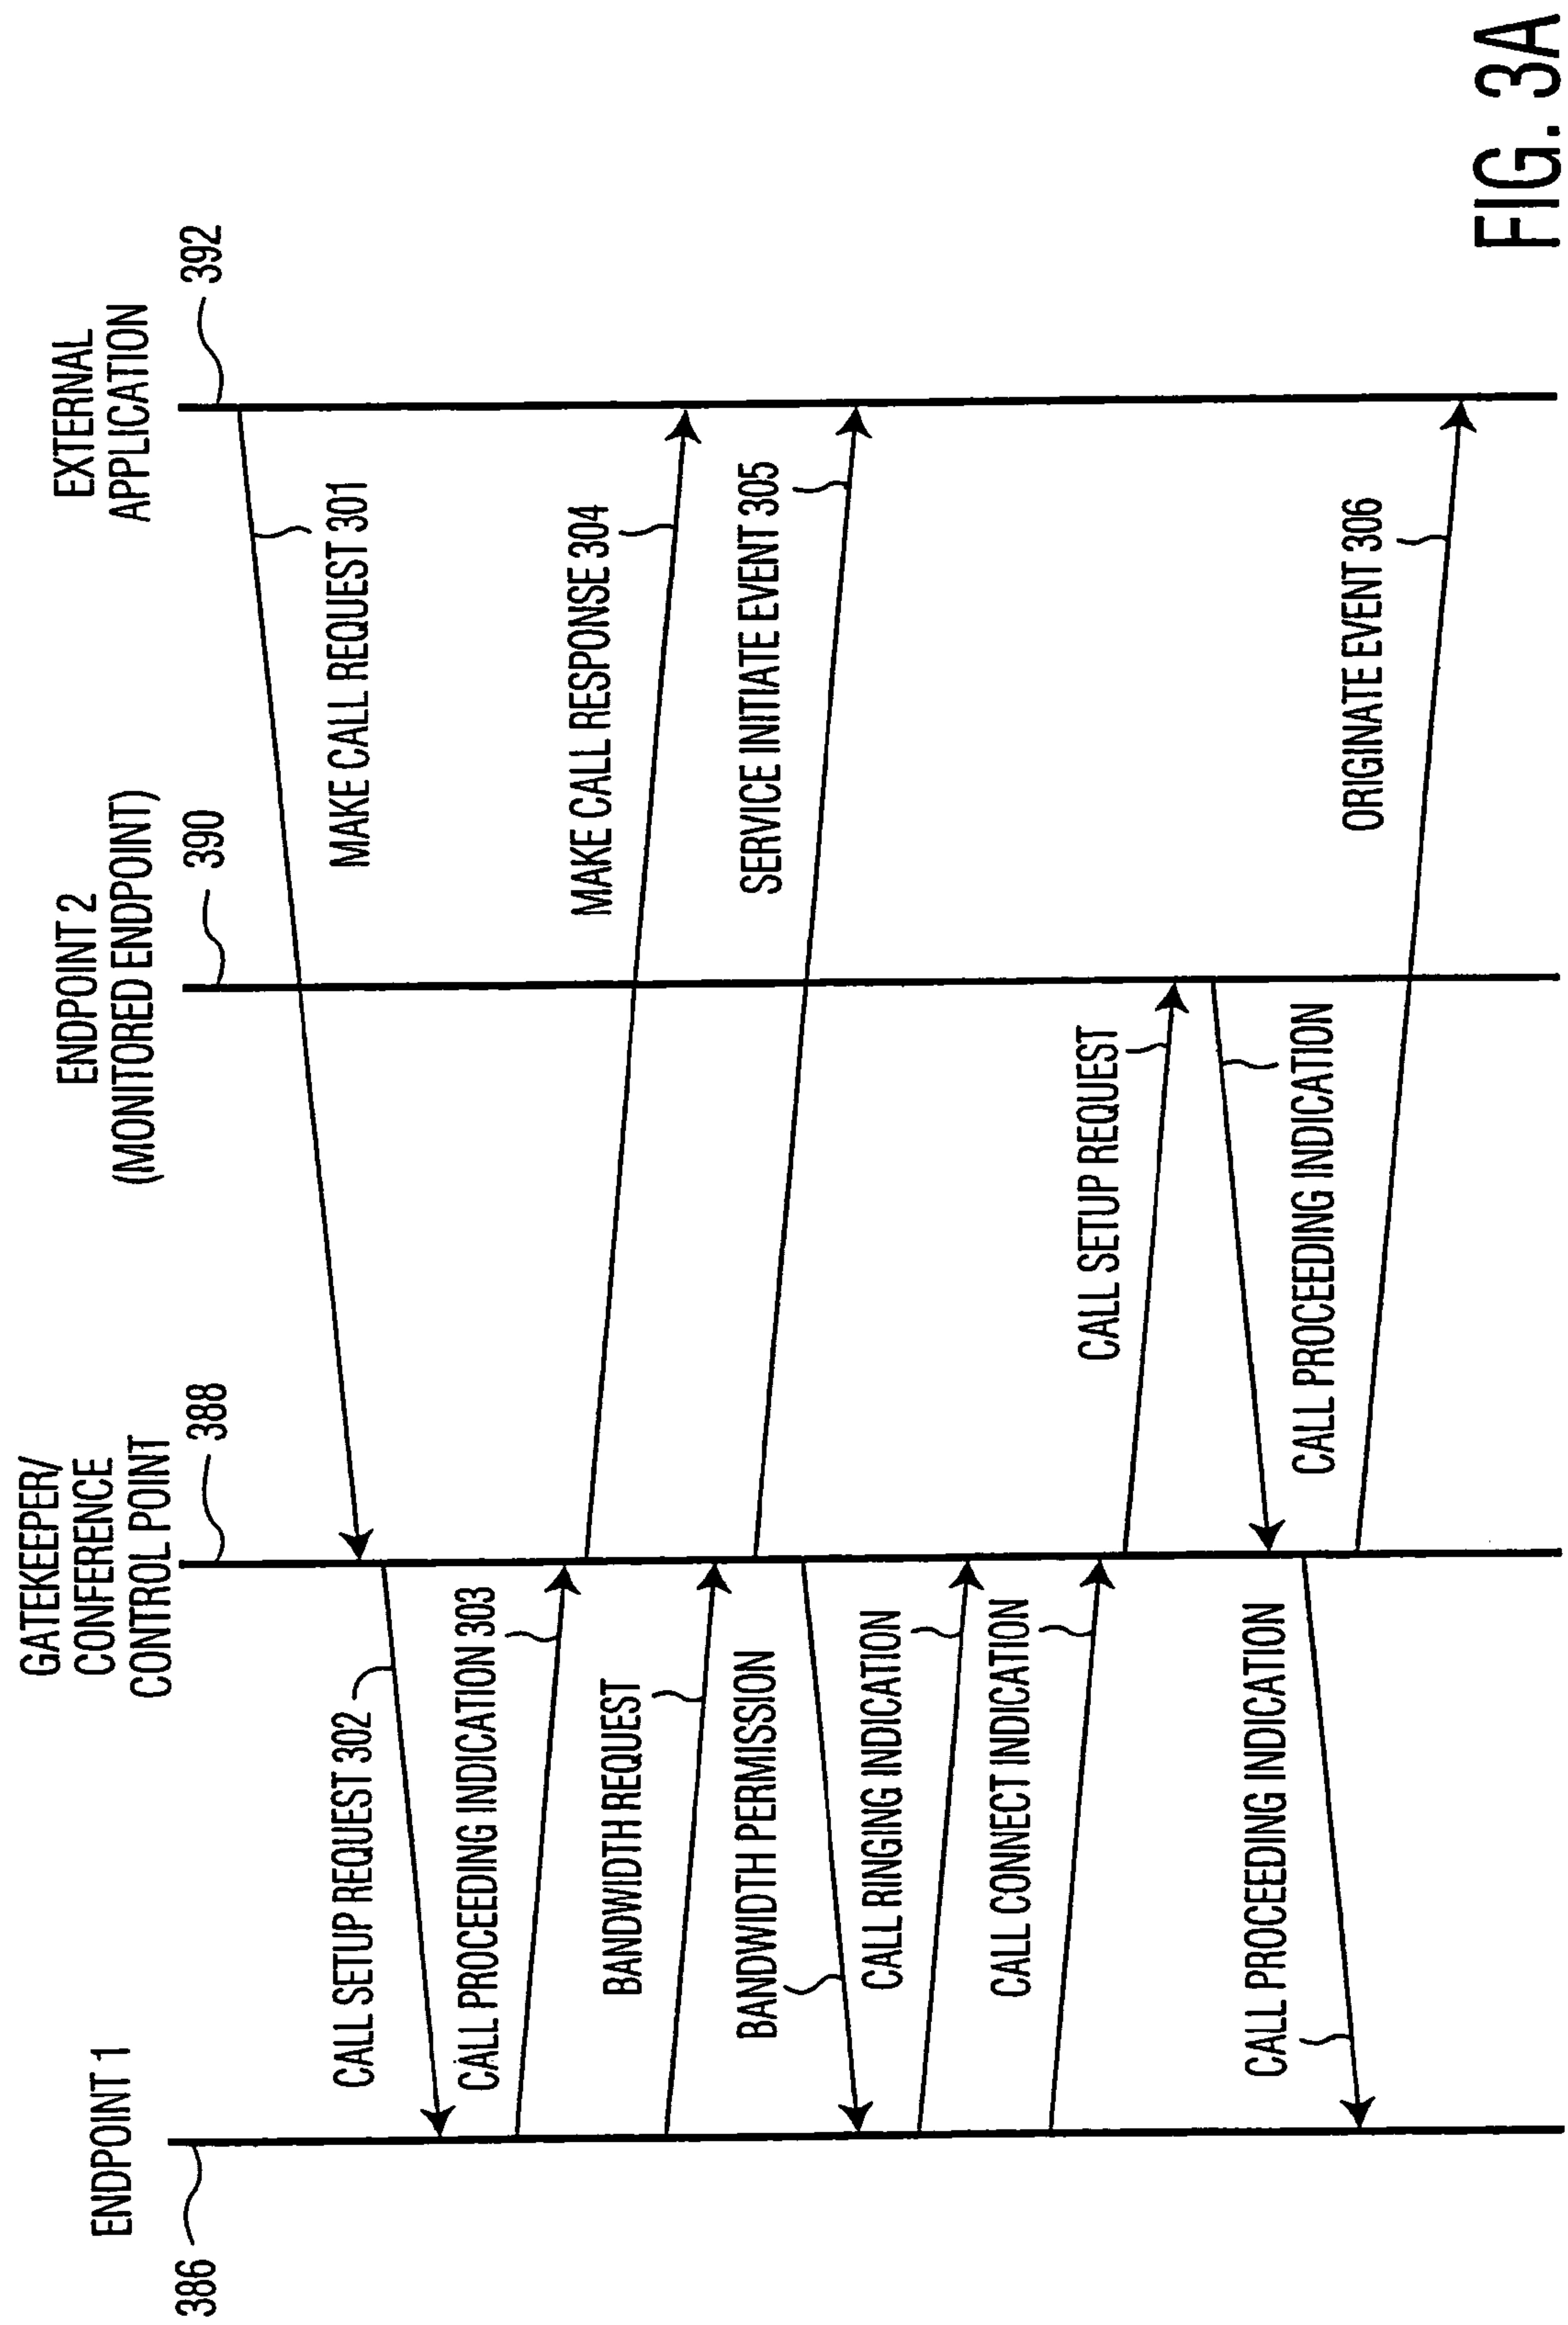 ENDPOINT 1
386
GATEKEEPER/
CONFERENCE
CONTROL POINT
388
ENDPOINT 2
(MONITORED ENDPOINT)
390
EXTERNAL
APPLICATION
392
MAKE CALL REQUEST 301
CALL SETUP REQUEST 302
CALL PROCEEDING INDICATION 303
MAKE CALL RESPONSE 304
BANDWIDTH REQUEST
SERVICE INITIATE EVENT 305
BANDWIDTH PERMISSION
CALL RINGING INDICATION
CALL CONNECT INDICATION
CALL SETUP REQUEST
CALL PROCEEDING INDICATION
CALL PROCEEDING INDICATION
ORIGINATE EVENT 306
FIG. 3A